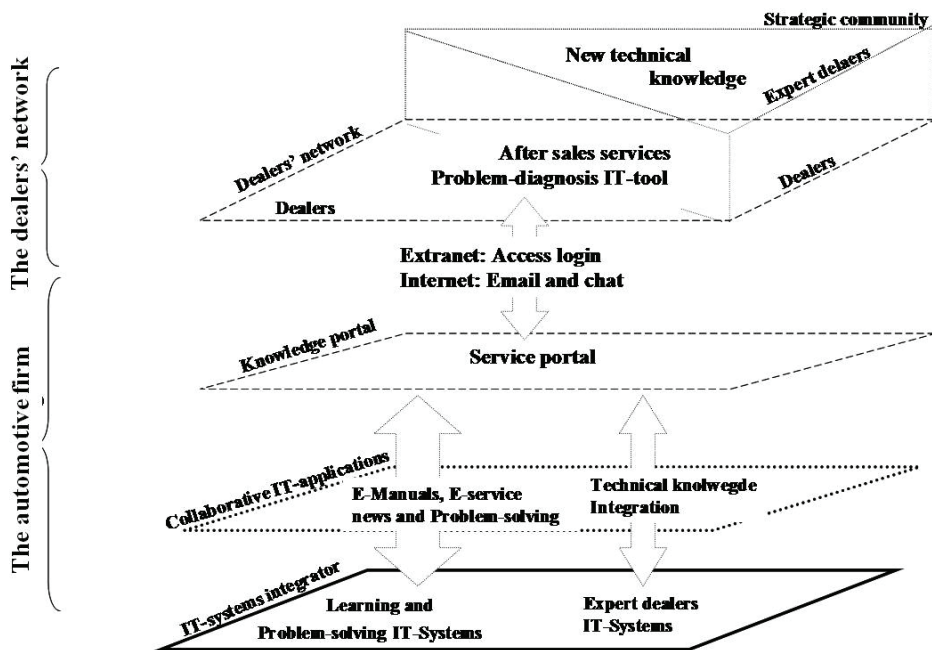 Strategic community
New technical
knowledge
Expert delaers
The dealers' network
Dealers' network
After sales services
Problem-diagnosis IT-tool
Dealers
Dealers
Extranet: Access login
Internet: Email and chat
Knowledge portal
Service portal
The automotive firm
Collaborative IT-applications
E-Manuals, E-service
news and Problem-solving
Technical knolwegde
Integration
IT-systems integrator
Learning and
Problem-solving IT-Systems
Expert dealers
IT-Systems